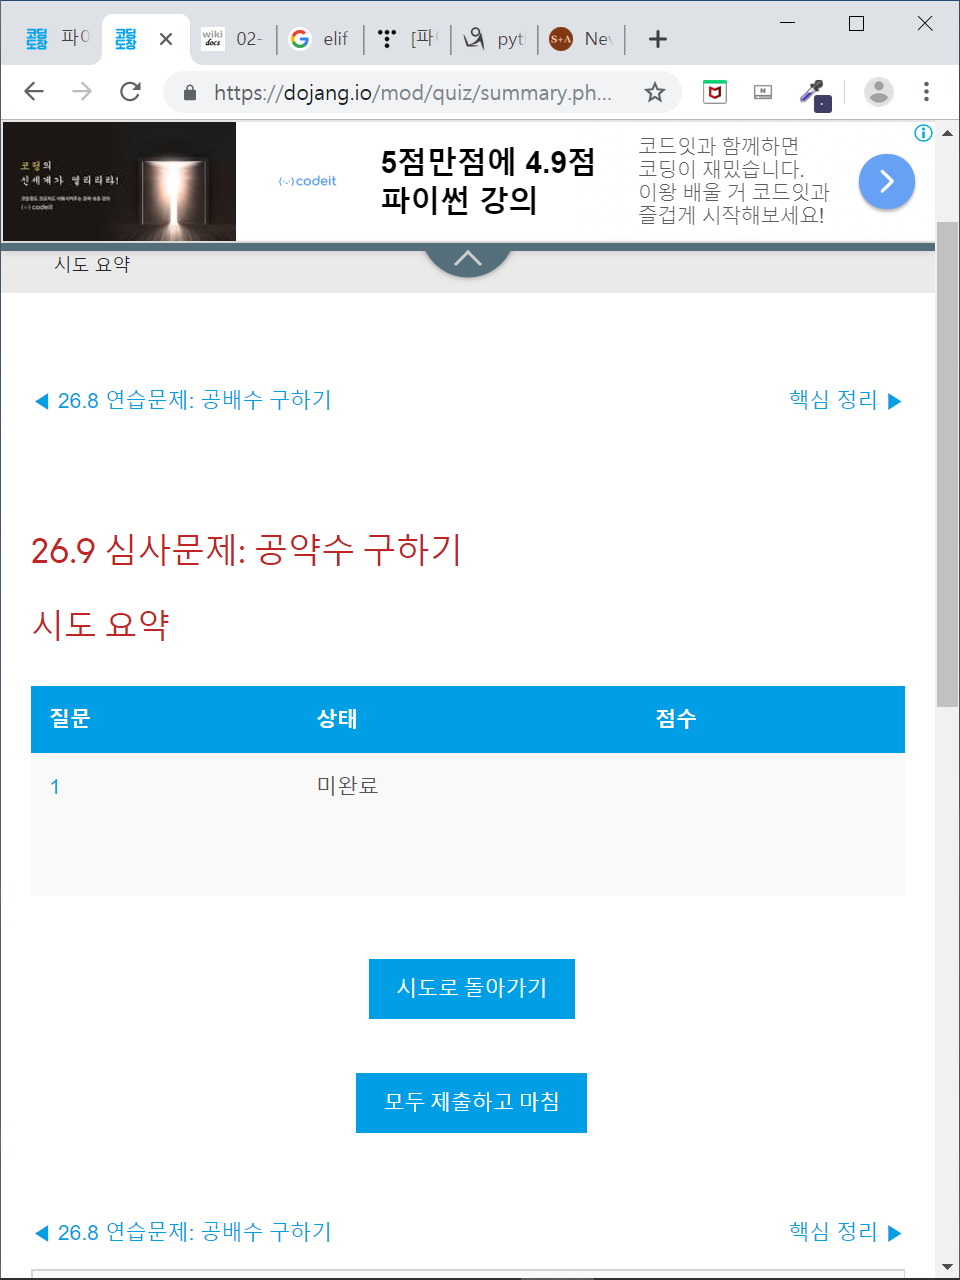 코딩
도장
파이
코딩
도장
wiki
docs
02-
elif
[파
pyt
S+A
Nev
https://dojang.io/mod/quiz/summary.ph...
N
코딩의
신세계가 열리리라!
{·-·} codeit
{·-·} codeit
5점만점에 4.9점
파이썬 강의
코드잇과 함께하면
코딩이 재밌습니다.
이왕 배울 거 코드잇과
즐겁게 시작해보세요!
시도 요약
◀ 26.8 연습문제: 공배수 구하기
핵심 정리 ▶
26.9 심사문제: 공약수 구하기
시도 요약
질문 상태 점수
1 미완료
시도로 돌아가기
모두 제출하고 마침
◀ 26.8 연습문제: 공배수 구하기
핵심 정리 ▶